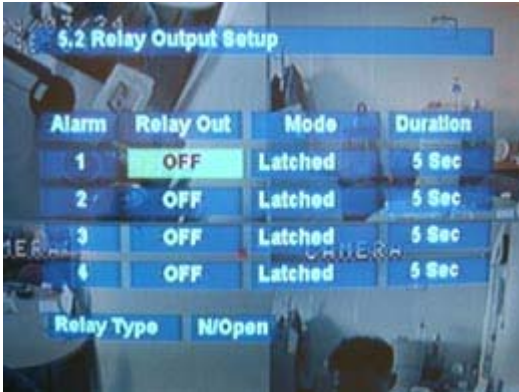 5.2 Relay Output Setup
Alarm Relay Out Mode Duration
1 OFF Latched 5 Sec
2 OFF Latched 5 Sec
3 OFF Latched 5 Sec
CAMERA
4 OFF Latched 5 Sec
Relay Type N/Open